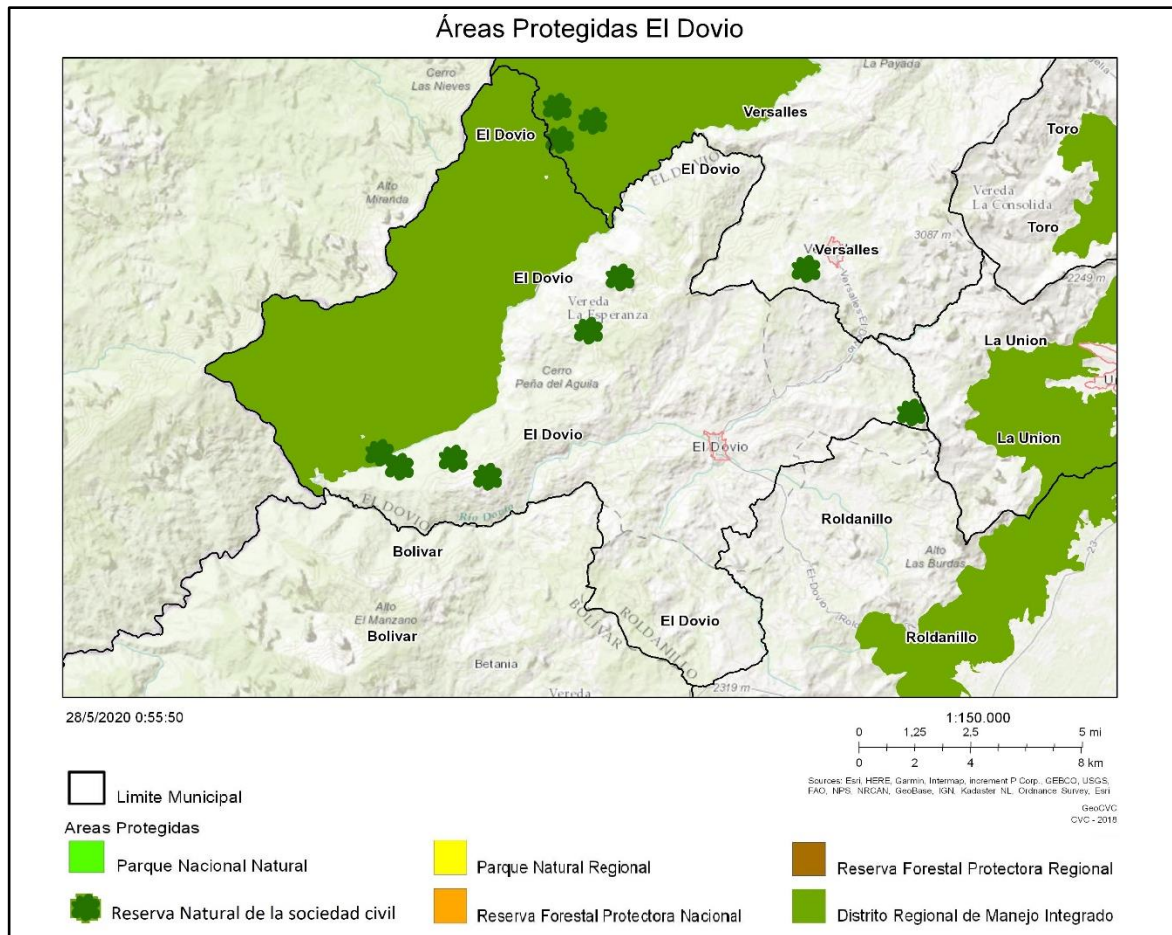 Áreas Protegidas El Dovio
Cerro
Las Nieves
La Payada
Versalles
El Dovio
Toro
EL DOVIO
El Dovio
Alto
Miranda
Vereda
La Consolida
Toro
3087 m
Versalles
El Dovio
2249 m
Vereda
La Esperanza
La Union
Cerro
Peña del Aguila
El Dovio
El Dovio
La Union
EL DOVIO
Roldanillo
Bolivar
Alto
Las Burdas
Alto
El Manzano
Bolivar
BOLIVAR
ROLDANILLO
El Dovio
Roldanillo
Betania
Vereda
2319 m
23
28/5/2020 0:55:50
1:150.000
0 1,25 2,5 5 mi
0 2 4 8 km
Sources: Esri, HERE, Garmin, Intermap, increment P Corp., GEBCO, USGS,
FAO, NPS, NRCAN, GeoBase, IGN, Kadaster NL, Ordnance Survey, Esri
GeoCVC
CVC - 2018
Limite Municipal
Areas Protegidas
Parque Nacional Natural
Parque Natural Regional
Reserva Forestal Protectora Regional
Reserva Natural de la sociedad civil
Reserva Forestal Protectora Nacional
Distrito Regional de Manejo Integrado